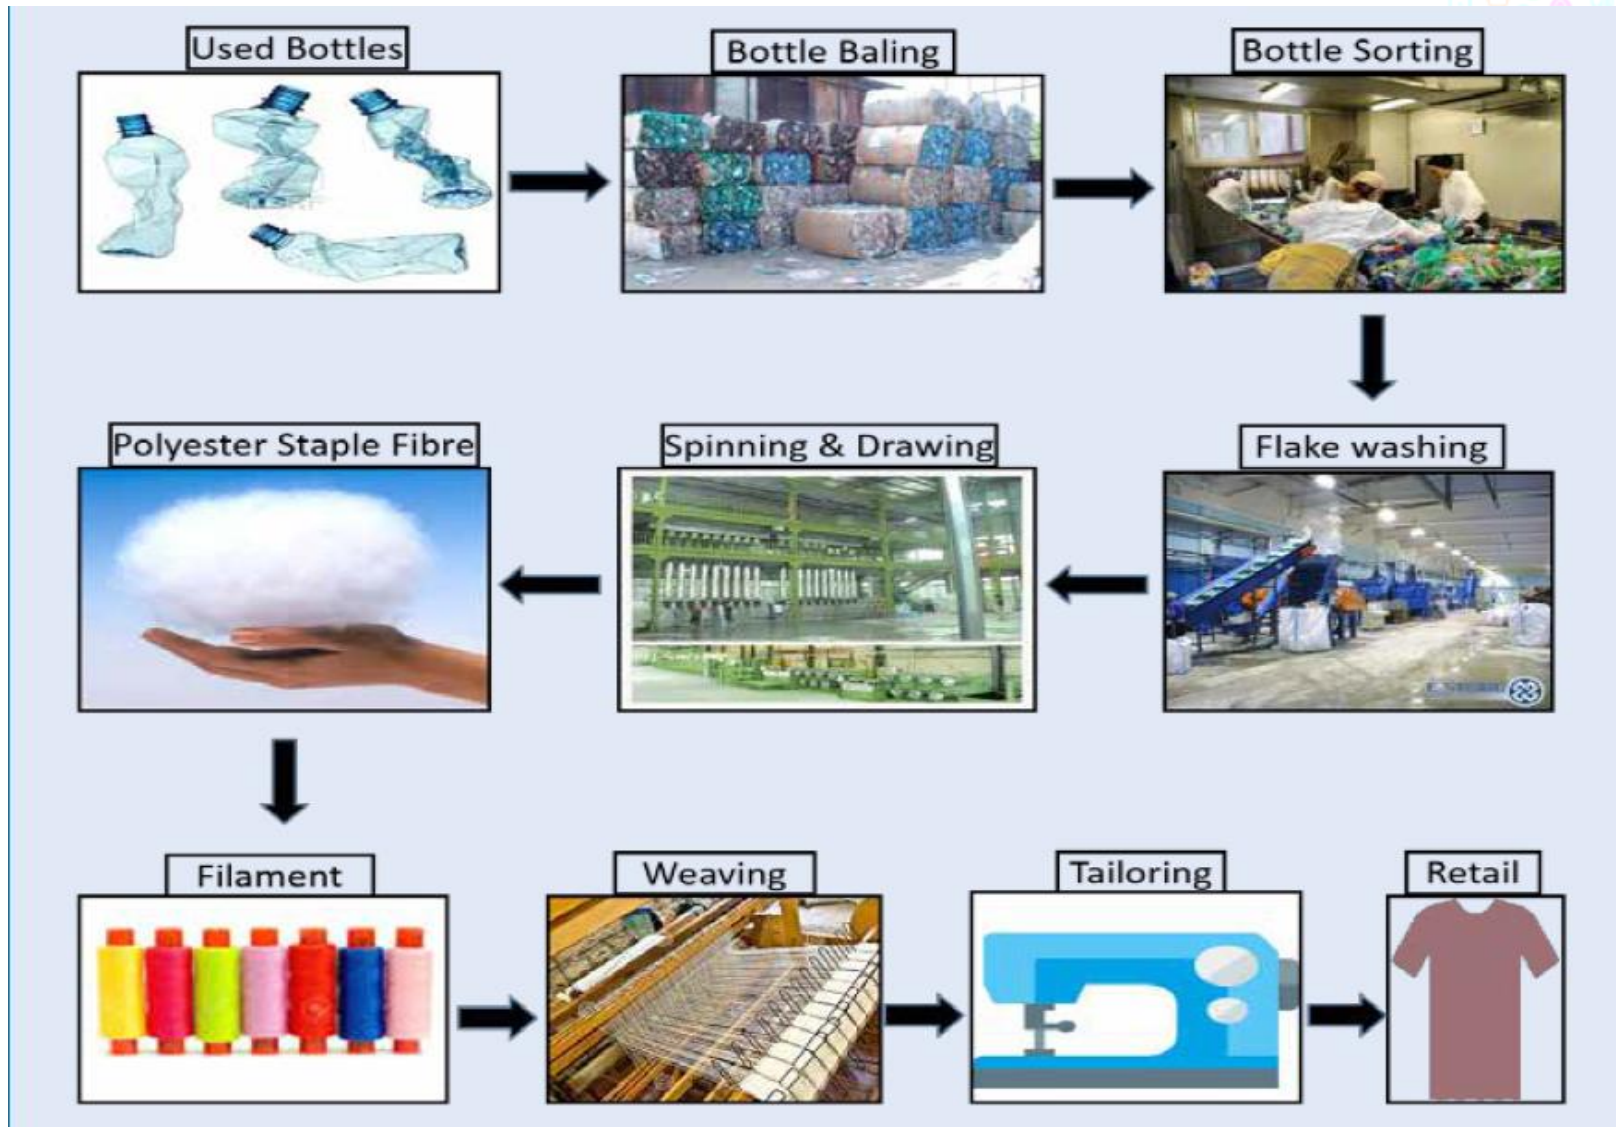 Used Bottles
Bottle Baling
Bottle Sorting
Flake washing
Spinning & Drawing
Polyester Staple Fibre
Filament
Weaving
Tailoring
Retail